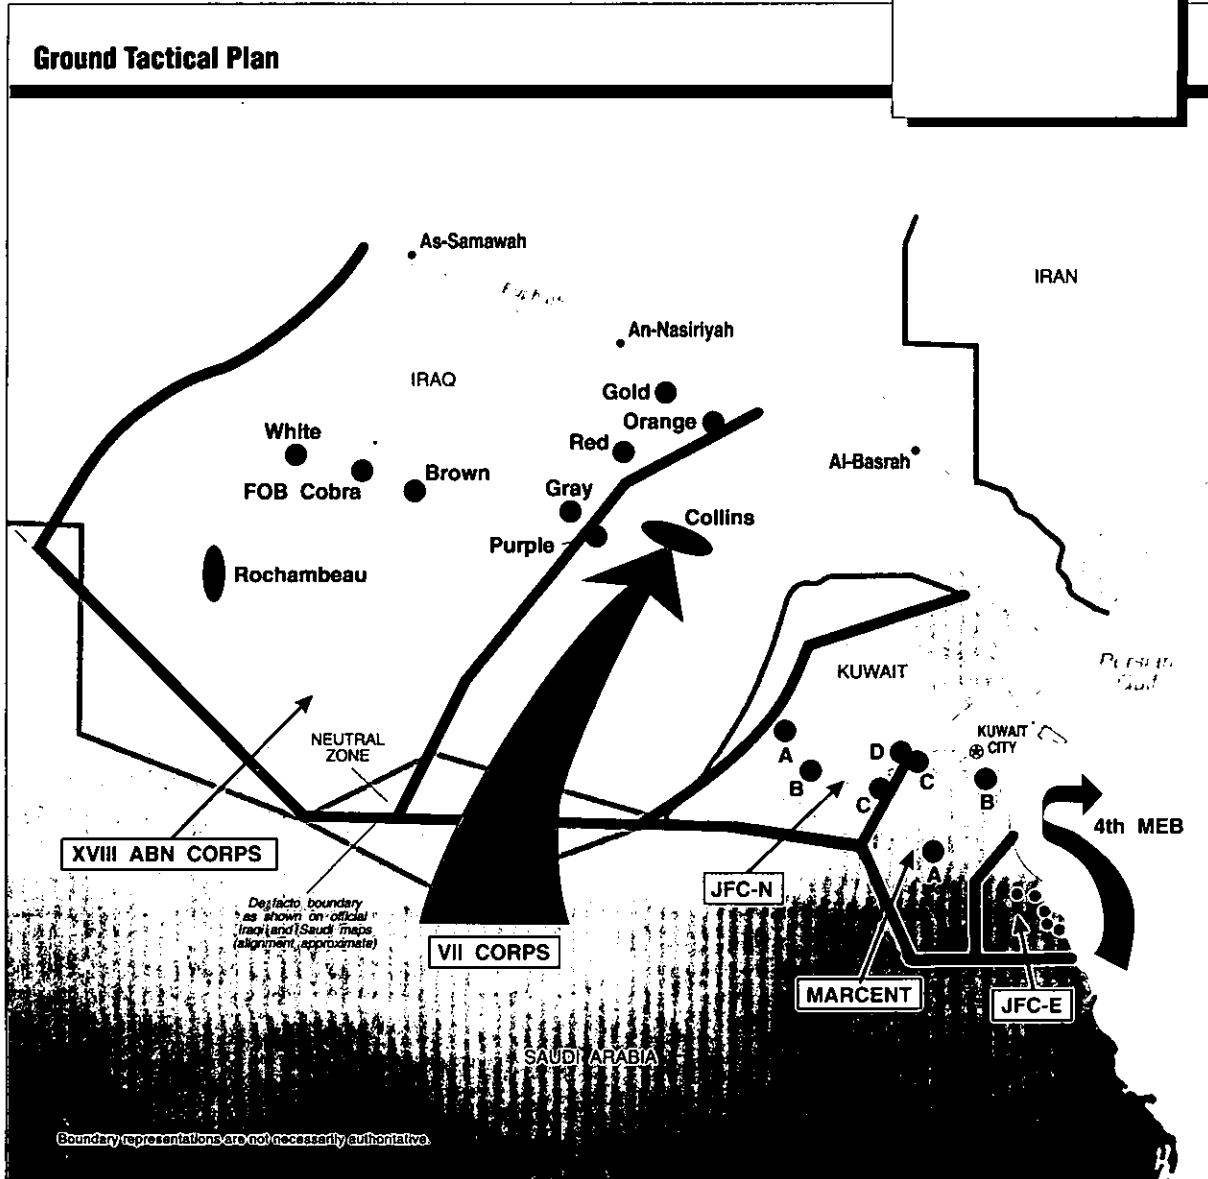 Ground Tactical Plan
As-Samawah
IRAN
An-Nasiriyah
IRAQ
Gold
Orange
White
Red
Al-Basrah
FOB Cobra
Brown
Gray
Collins
Purple
Rochambeau
Persian
Gulf
KUWAIT
NEUTRAL
ZONE
KUWAIT
CITY
A
D
C
B
C
B
4th MEB
XVIII ABN CORPS
A
JFC-N
De facto boundary
as shown on official
Iraqi and Saudi maps
(alignment approximate)
VII CORPS
MARCENT
JFC-E
SAUDI ARABIA
Boundary representations are not necessarily authoritative.